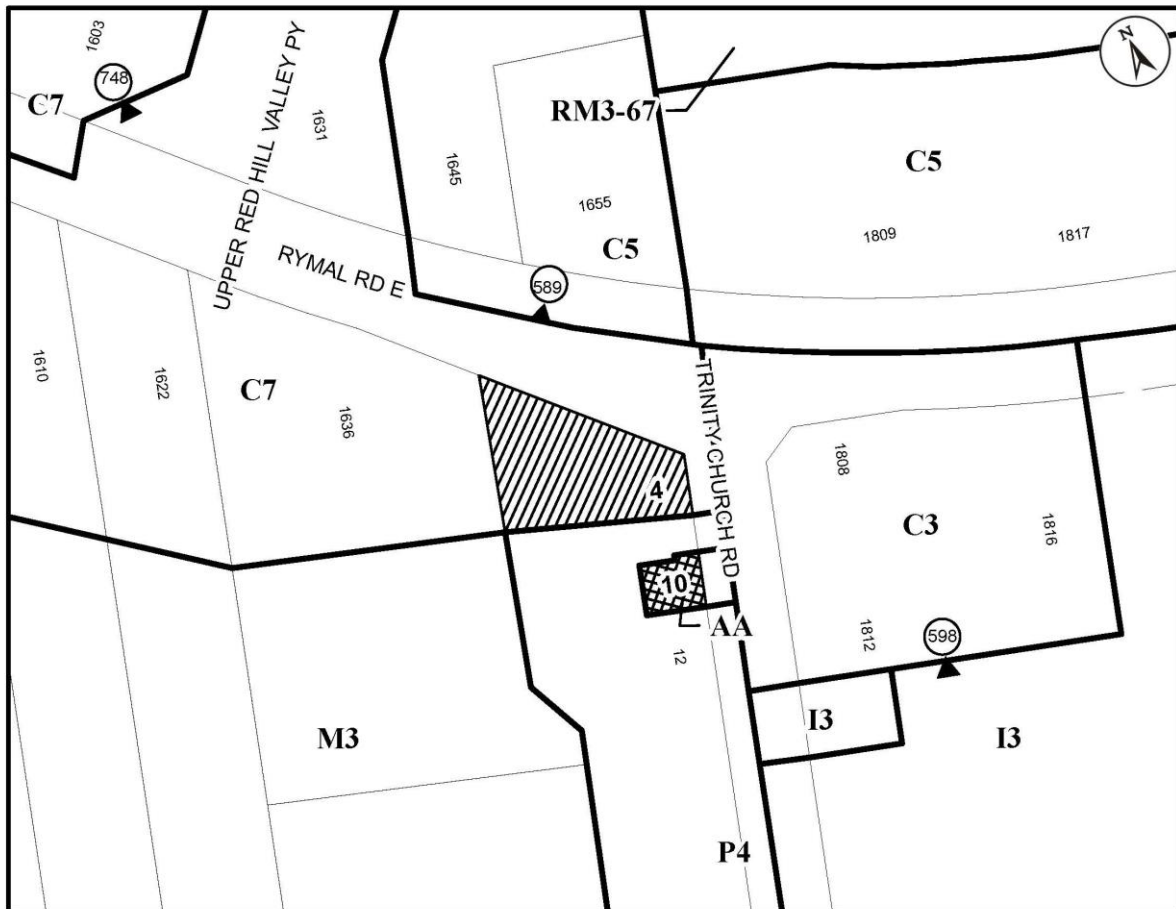 1603
748
C7
UPPER RED HILL VALLEY PY
1631
1645
RM3-67
C5
1655
1809
1817
C5
RYMAL RD E
589
1610
1622
C7
1636
TRINITY CHURCH RD
4
1808
C3
1816
10
AA
12
1812
598
I3
I3
M3
P4
N